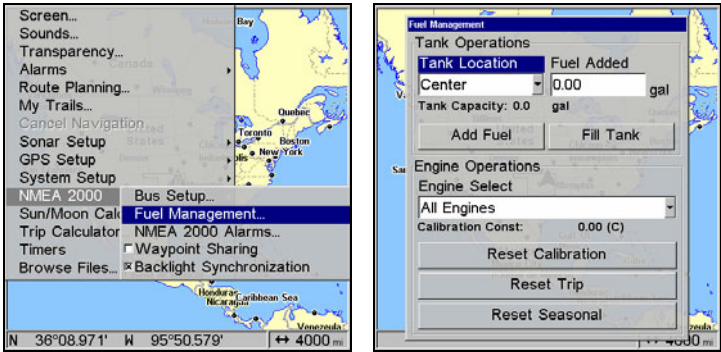 Screen...
Sounds...
Transparency...
Alarms
Route Planning...
My Trails...
Cancel Navigation
Sonar Setup
GPS Setup
System Setup
NMEA 2000
Sun/Moon Calc
Trip Calculator
Timers
Browse Files...
Bus Setup...
Fuel Management...
NMEA 2000 Alarms...
Waypoint Sharing
Backlight Synchronization
Bay
Canada
Quebec
Toronto
Boston
New York
Honduras
Nicaragua
Caribbean Sea
Venezuela
N 36°08.971' W 95°50.579' ↔ 4000 mi
Fuel Management
Tank Operations
Tank Location Fuel Added
Center 0.00 gal
Tank Capacity: 0.0 gal
Add Fuel Fill Tank
Engine Operations
Engine Select
All Engines
Calibration Const: 0.00 (C)
Reset Calibration
Reset Trip
Reset Seasonal